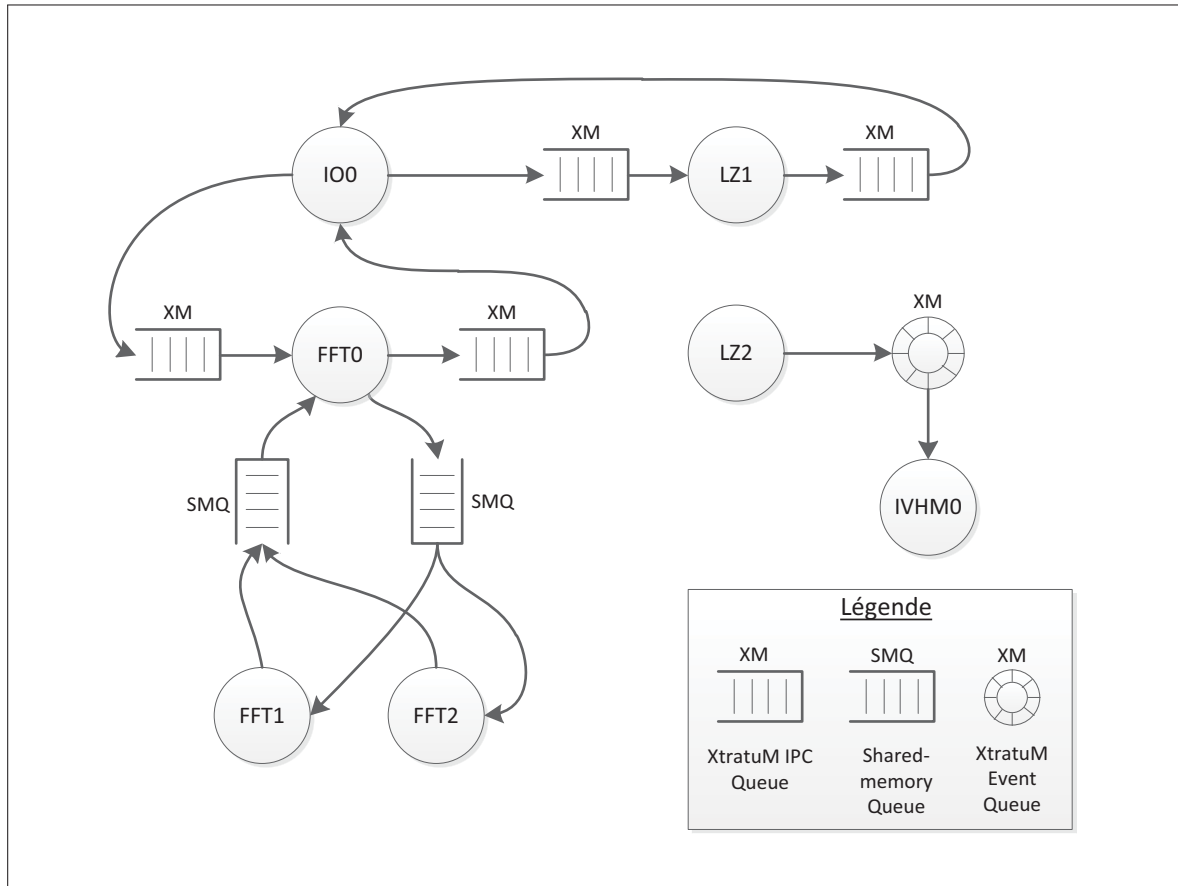 XM
XM
IO0
LZ1
XM
XM
XM
FFT0
LZ2
SMQ
SMQ
IVHM0
FFT1
FFT2
Légende
XM
SMQ
XM
XtratuM IPC
Queue
Shared-
memory
Queue
XtratuM
Event
Queue